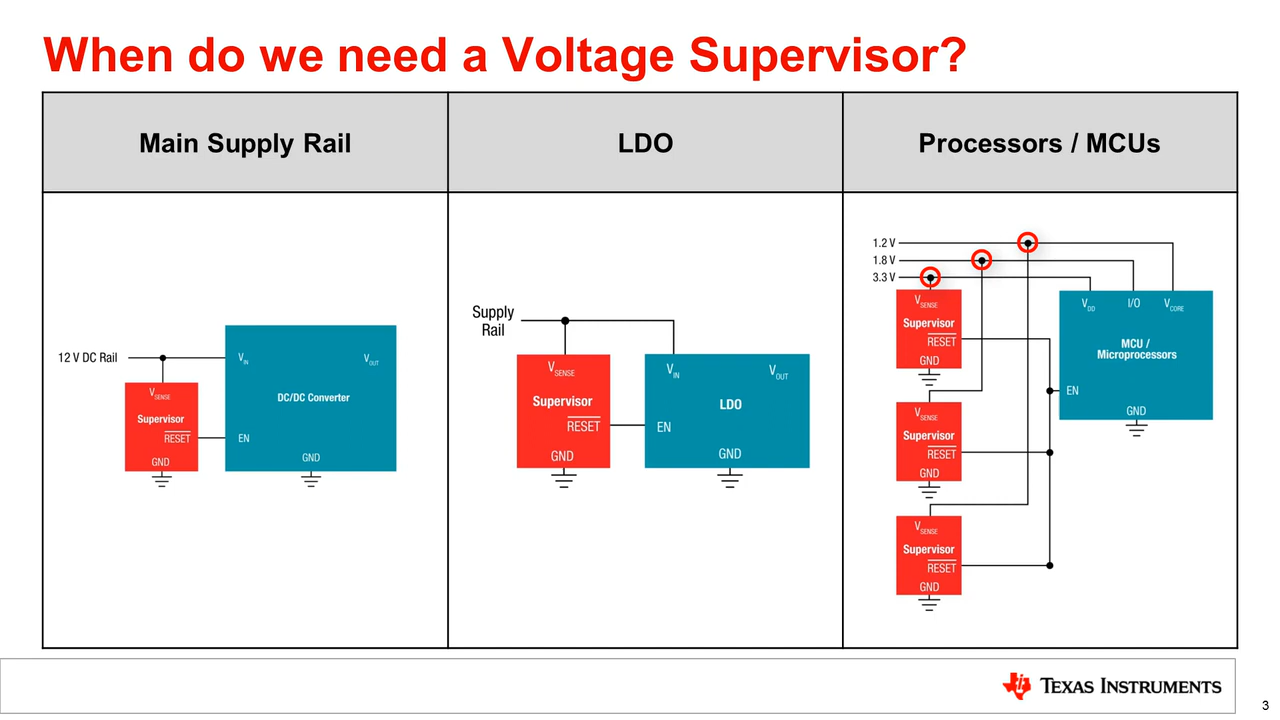 When do we need a Voltage Supervisor?
Main Supply Rail
LDO
Processors / MCUs
12 V DC Rail
VSENSE
Supervisor
RESET
GND
VIN
VOUT
DC/DC Converter
EN
GND
Supply
Rail
VSENSE
Supervisor
RESET
GND
VIN
VOUT
LDO
EN
GND
1.2 V
1.8 V
3.3 V
VSENSE
Supervisor
RESET
GND
VSENSE
Supervisor
RESET
GND
VSENSE
Supervisor
RESET
GND
VDD
I/O
VCORE
MCU /
Microprocessors
EN
GND
TEXAS INSTRUMENTS
3